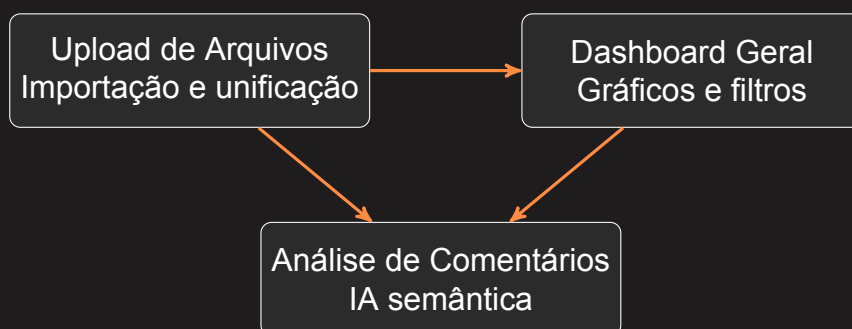 Upload de Arquivos
Importação e unificação
Dashboard Geral
Gráficos e filtros
Análise de Comentários
IA semântica